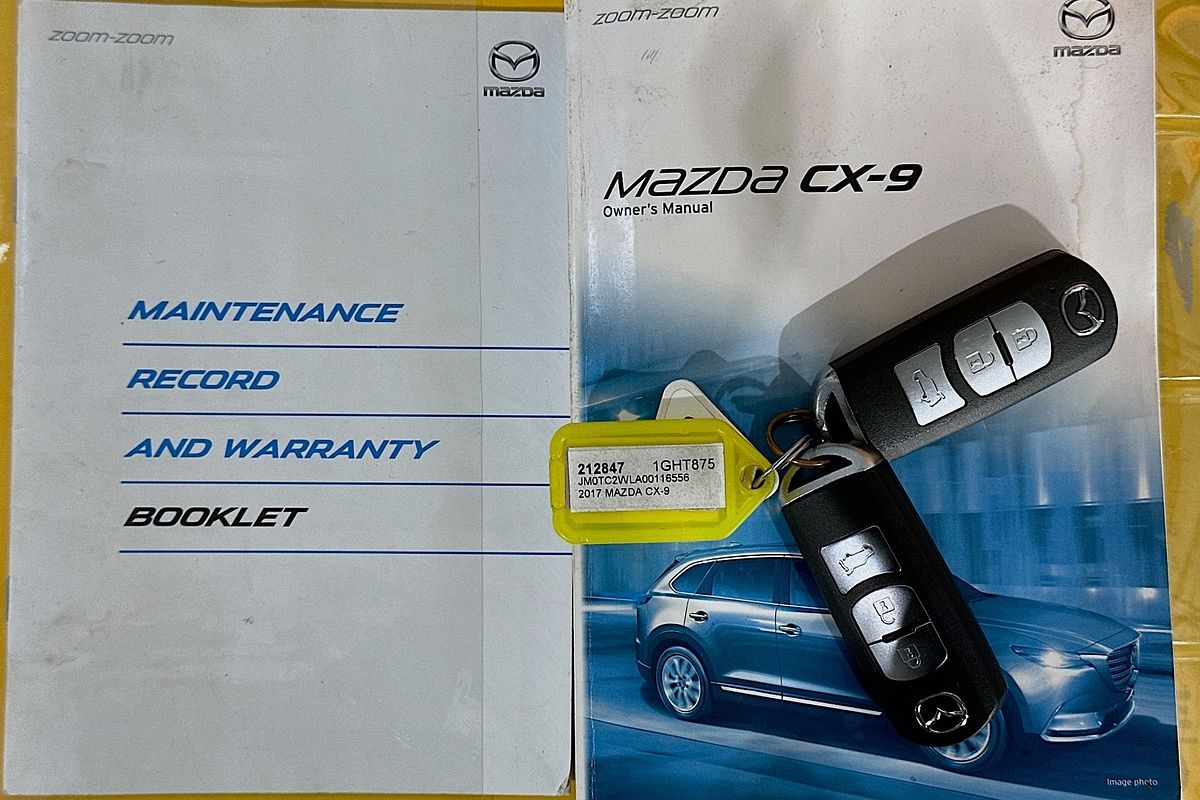 zoom-zoom
mazda
MAINTENANCE
RECORD
AND WARRANTY
BOOKLET
zoom-zoom
mazda
mazda CX-9
Owner's Manual
212847 1GHT875
JM0TC2WLA00116556
2017 MAZDA CX-9
Image photo